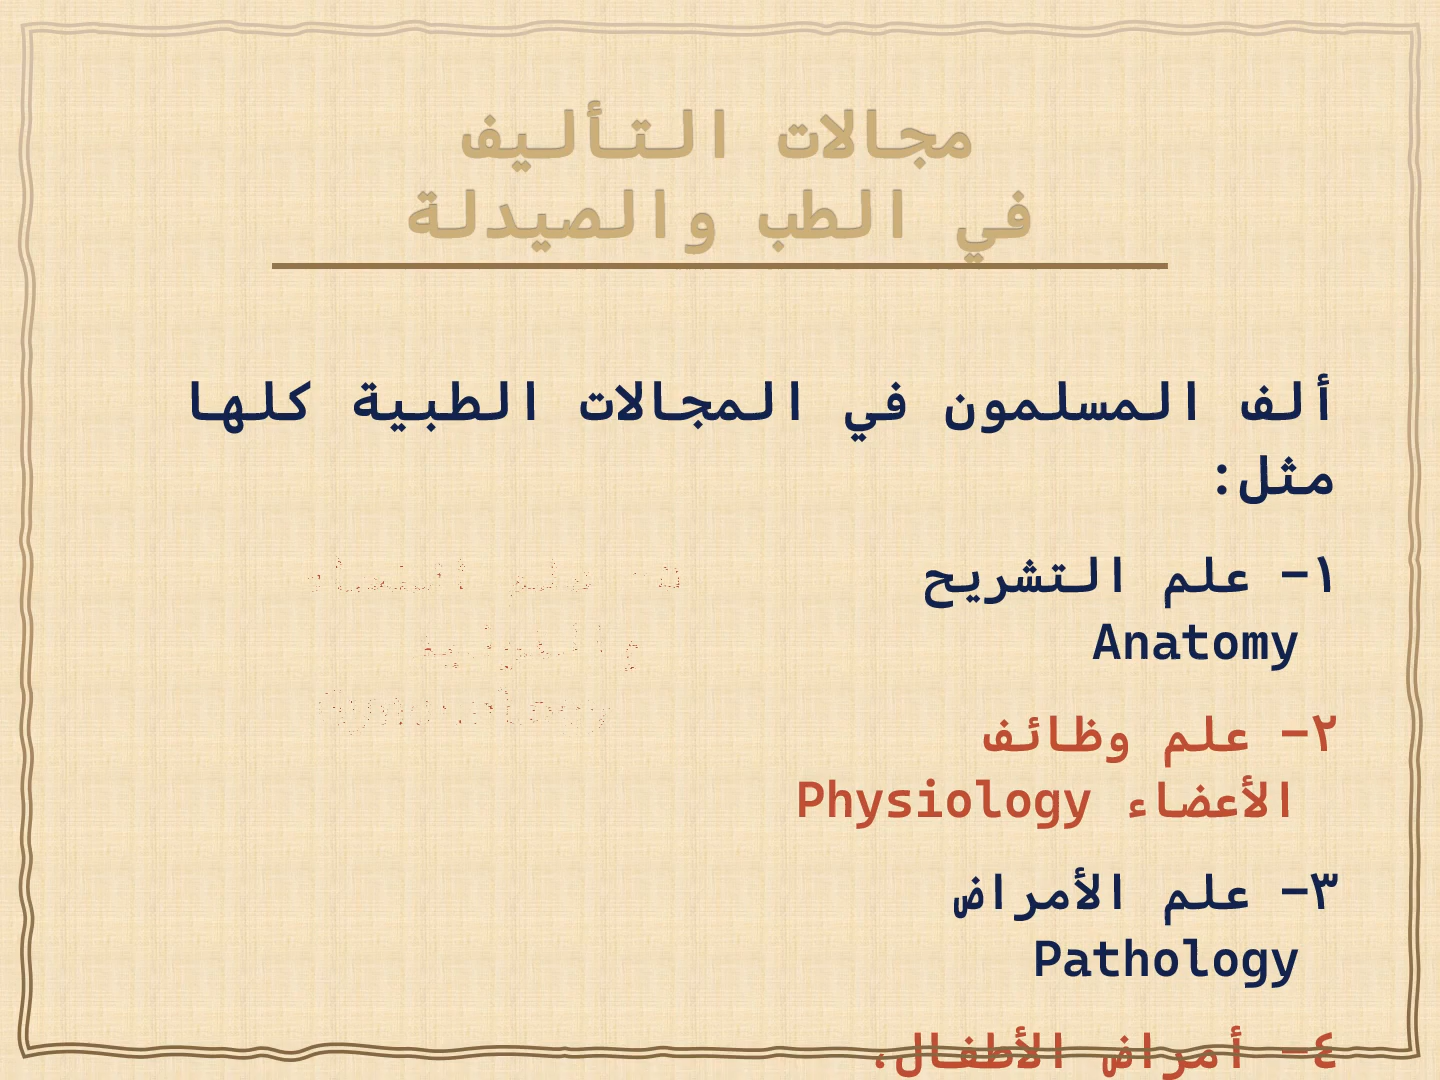 مجالات التأليف
في الطب والصيدلة
ألف المسلمون في المجالات الطبية كلها
مثل:
١– علم التشريح
Anatomy
٢– علم وظائف
الأعضاء Physiology
٣– علم الأمراض
Pathology
٤– أمراض الأطفال،
علم